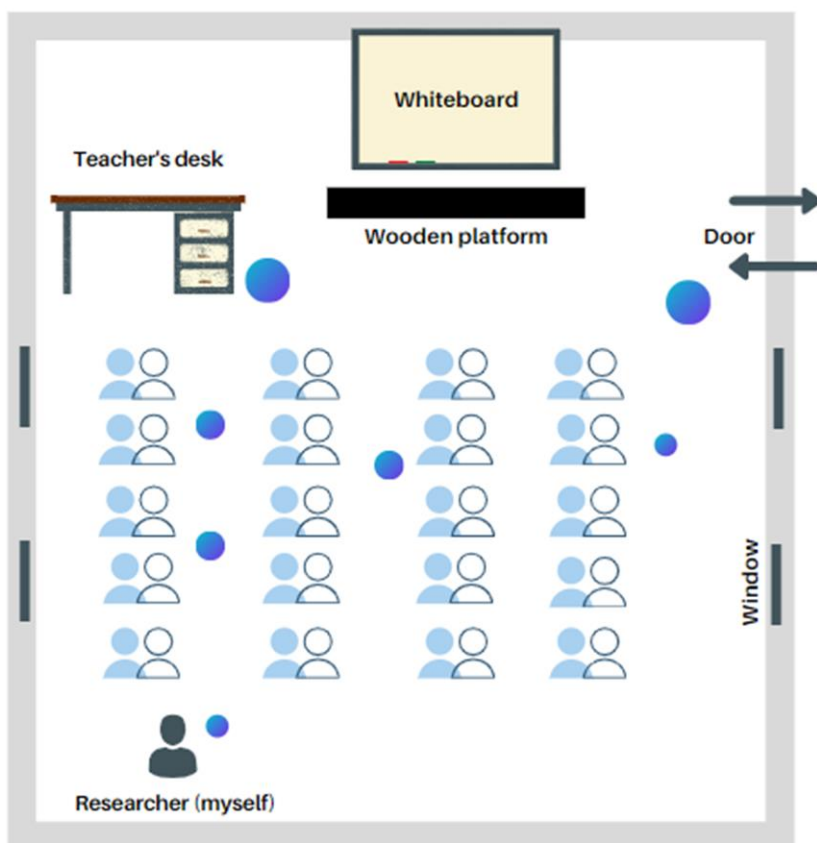 Whiteboard
Teacher's desk
Wooden platform
Door
Window
Researcher (myself)